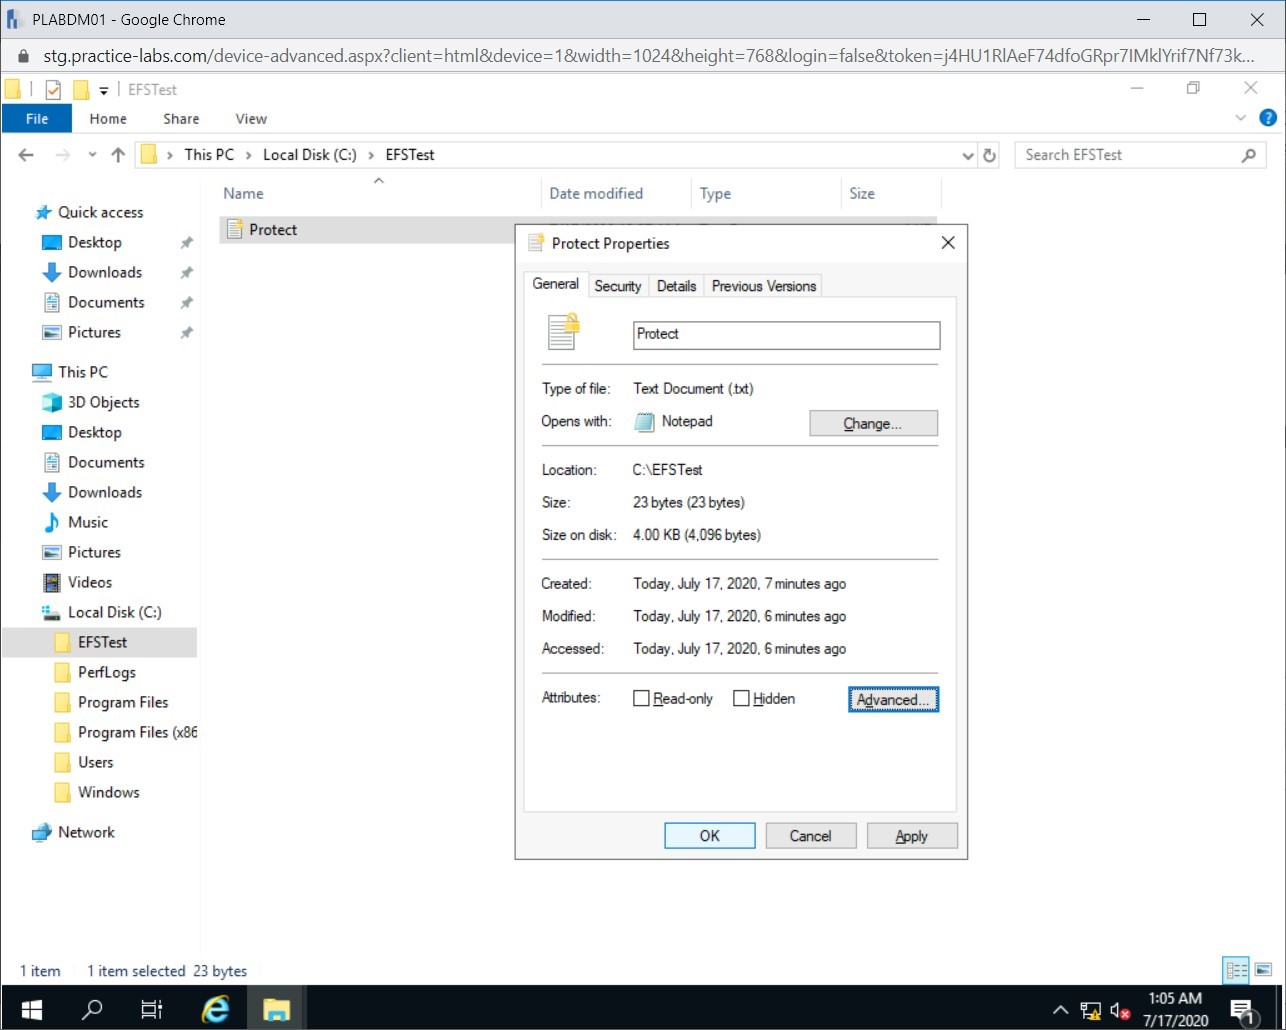 PLABDM01 - Google Chrome
stg.practice-labs.com/device-advanced.aspx?client=html&device=1&width=1024&height=768&login=false&token=j4HU1RlAeF74dfoGRpr7IMklYrif7Nf73k...
EFSTest
File Home Share View
This PC > Local Disk (C:) > EFSTest
Search EFSTest
Name Date modified Type Size
Quick access
Desktop
Downloads
Documents
Pictures
This PC
3D Objects
Desktop
Documents
Downloads
Music
Pictures
Videos
Local Disk (C:)
EFSTest
PerfLogs
Program Files
Program Files (x86
Users
Windows
Network
Protect
Protect Properties
General Security Details Previous Versions
Protect
Type of file: Text Document (.txt)
Opens with: Notepad Change...
Location: C:\EFSTest
Size: 23 bytes (23 bytes)
Size on disk: 4.00 KB (4,096 bytes)
Created: Today, July 17, 2020, 7 minutes ago
Modified: Today, July 17, 2020, 6 minutes ago
Accessed: Today, July 17, 2020, 6 minutes ago
Attributes: Read-only Hidden Advanced...
OK Cancel Apply
1 item 1 item selected 23 bytes
1:05 AM
7/17/2020
1